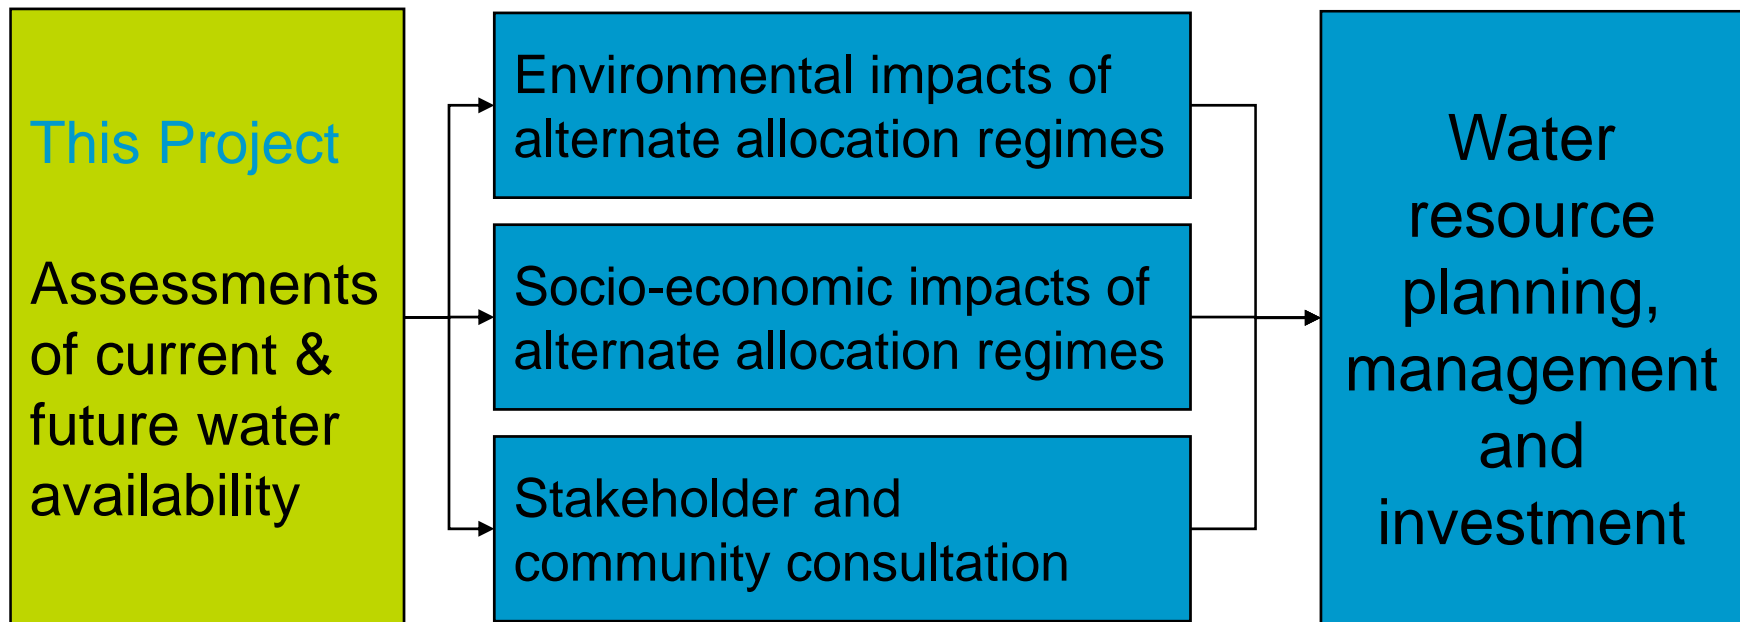 This Project
Assessments
of current &
future water
availability
Environmental impacts of
alternate allocation regimes
Socio-economic impacts of
alternate allocation regimes
Stakeholder and
community consultation
Water
resource
planning,
management
and
investment